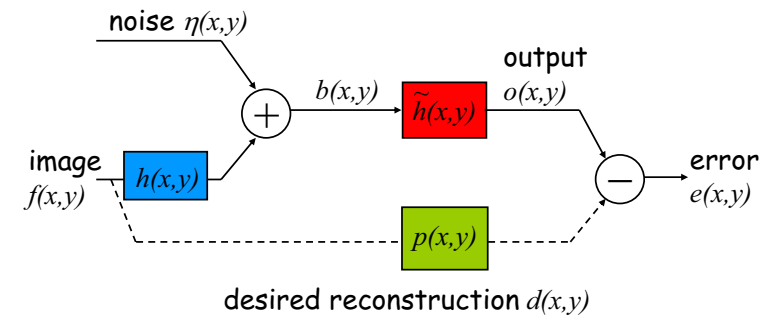 noise η(x,y)
output
b(x,y)
h̃(x,y)
o(x,y)
+
image
h(x,y)
−
error
f(x,y)
e(x,y)
p(x,y)
desired reconstruction d(x,y)